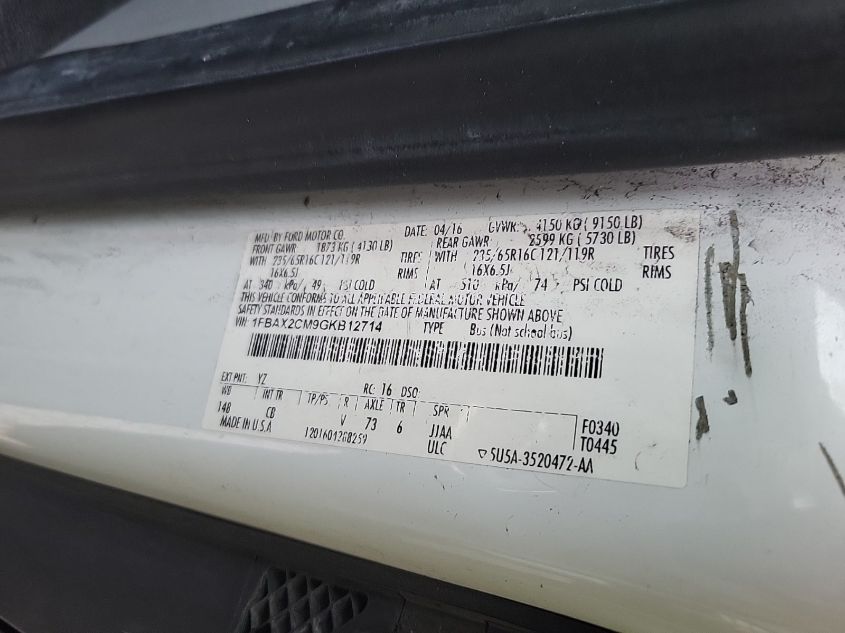 MFD BY FORD MOTOR CO. DATE: 04/16 GVWR: 4150 KG ( 9150 LB)
FRONT GAWR: 1873 KG ( 4130 LB) REAR GAWR: 2599 KG ( 5730 LB)
WITH 235/65R16C 121/119R TIRES WITH 235/65R16C 121/119R TIRES
16X6.5J RIMS 16X6.5J RIMS
AT 340 kPa/ 49 PSI COLD AT 510 kPa/ 74 PSI COLD
THIS VEHICLE CONFORMS TO ALL APPLICABLE FEDERAL MOTOR VEHICLE
SAFETY STANDARDS IN EFFECT ON THE DATE OF MANUFACTURE SHOWN ABOVE
VIN: 1FBAX2CM9GKB12714 TYPE Bus (Not school bus)
EXT PNT: YZ RC: 16 DSO:
WB INT TR TP/PS R AXLE TR SPR
148 CB V 73 6 JJAA F0340
MADE IN U.S.A ULC T0445
5U5A-3520472-AA